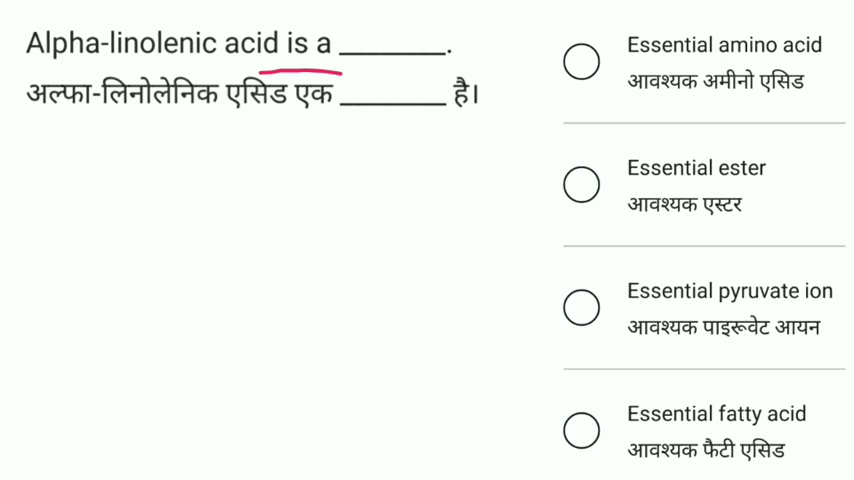 Alpha-linolenic acid is a ________.
अल्फा-लिनोलेनिक एसिड एक ________ है।
Essential amino acid
आवश्यक अमीनो एसिड
Essential ester
आवश्यक एस्टर
Essential pyruvate ion
आवश्यक पाइरूवेट आयन
Essential fatty acid
आवश्यक फैटी एसिड